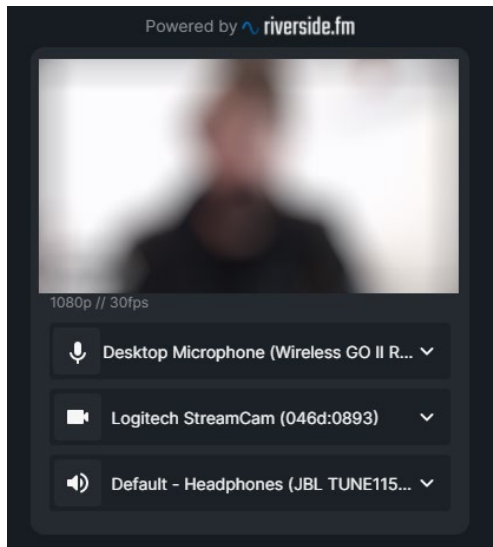 Powered by riverside.fm
1080p // 30fps
Desktop Microphone (Wireless GO II R...
Logitech StreamCam (046d:0893)
Default - Headphones (JBL TUNE115...